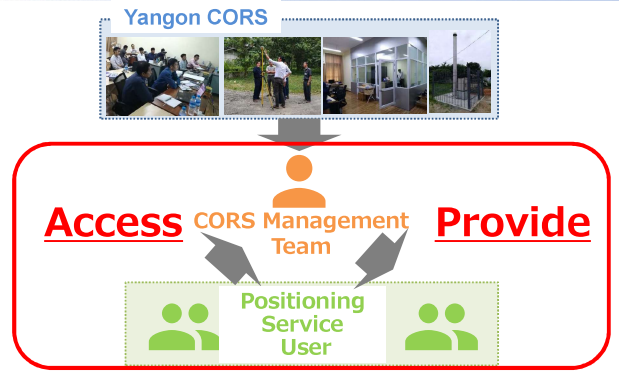 Yangon CORS
Access
CORS Management
Team
Provide
Positioning
Service
User